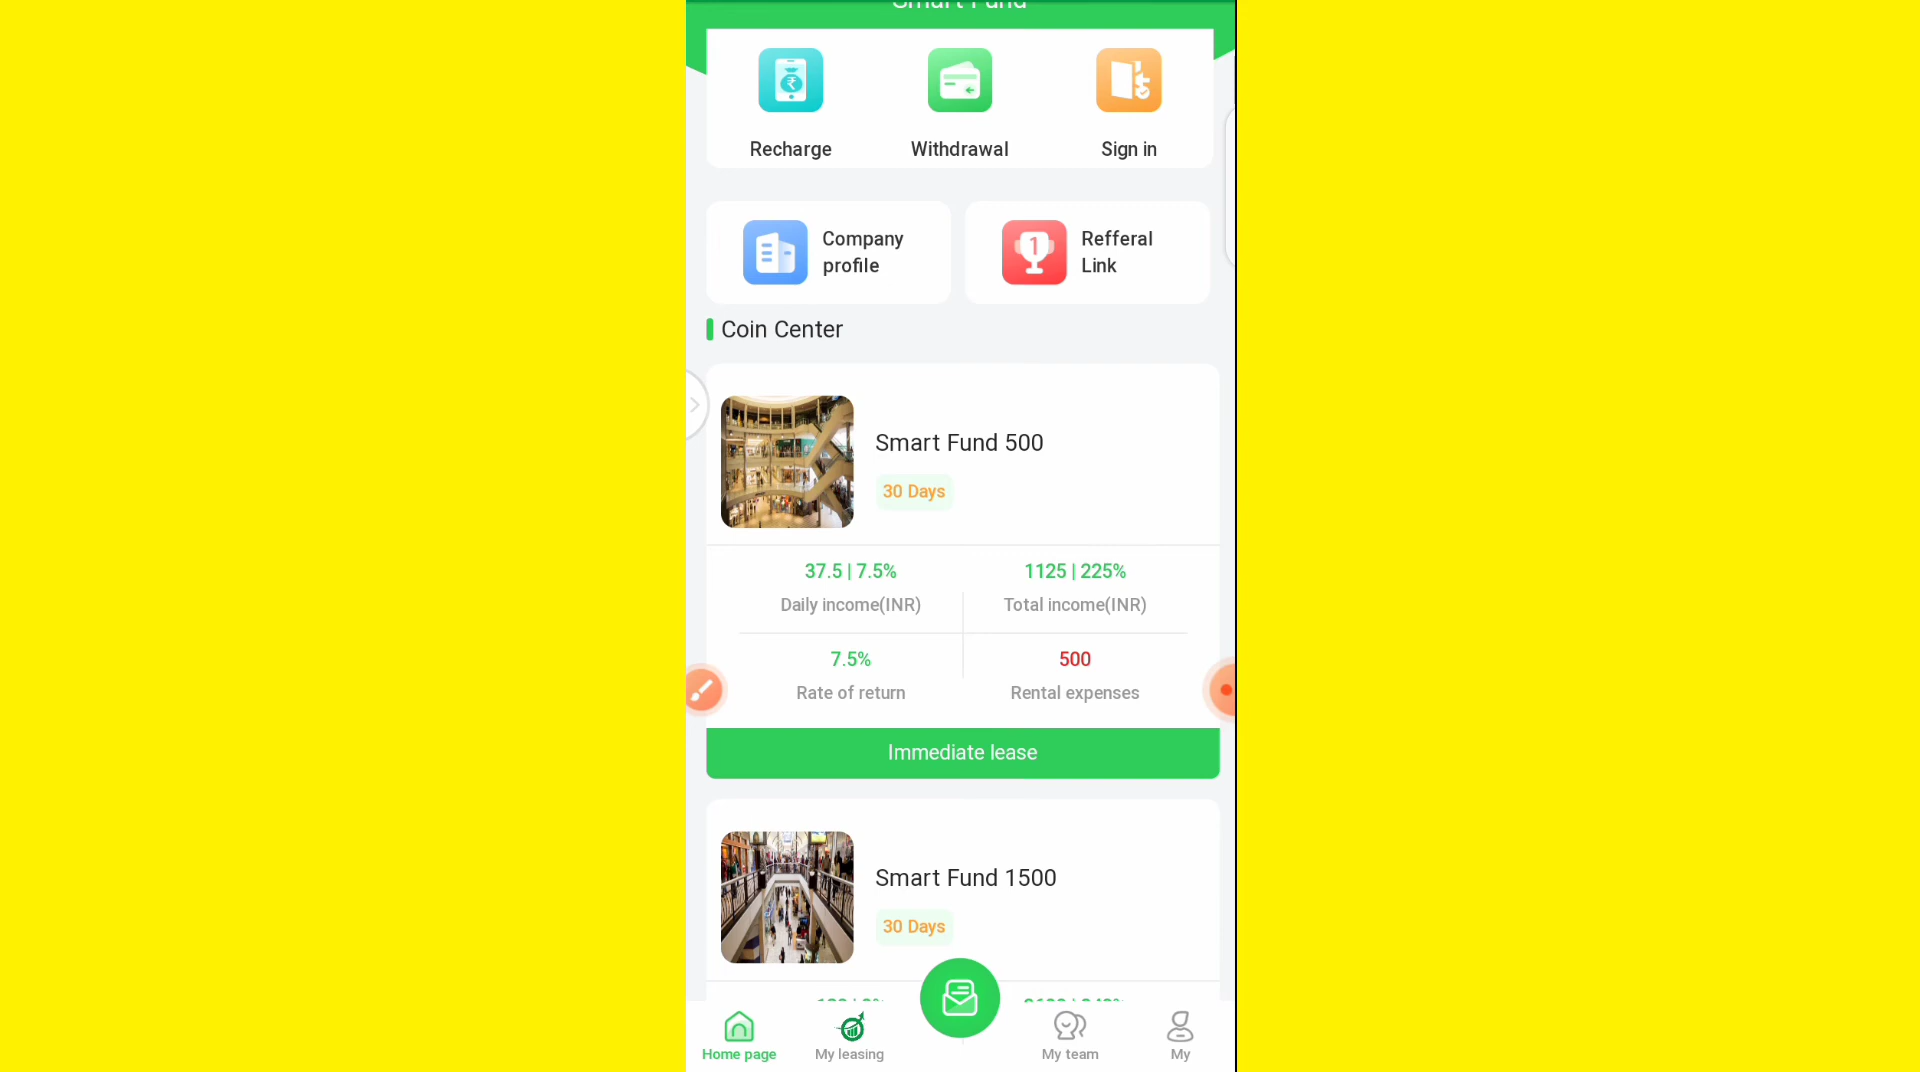 Smart Fund
Recharge
Withdrawal
Sign in
Company
profile
Refferal
Link
Coin Center
Smart Fund 500
30 Days
37.5 | 7.5%
1125 | 225%
Daily income(INR)
Total income(INR)
7.5%
500
Rate of return
Rental expenses
Immediate lease
Smart Fund 1500
30 Days
Home page
My leasing
My team
My